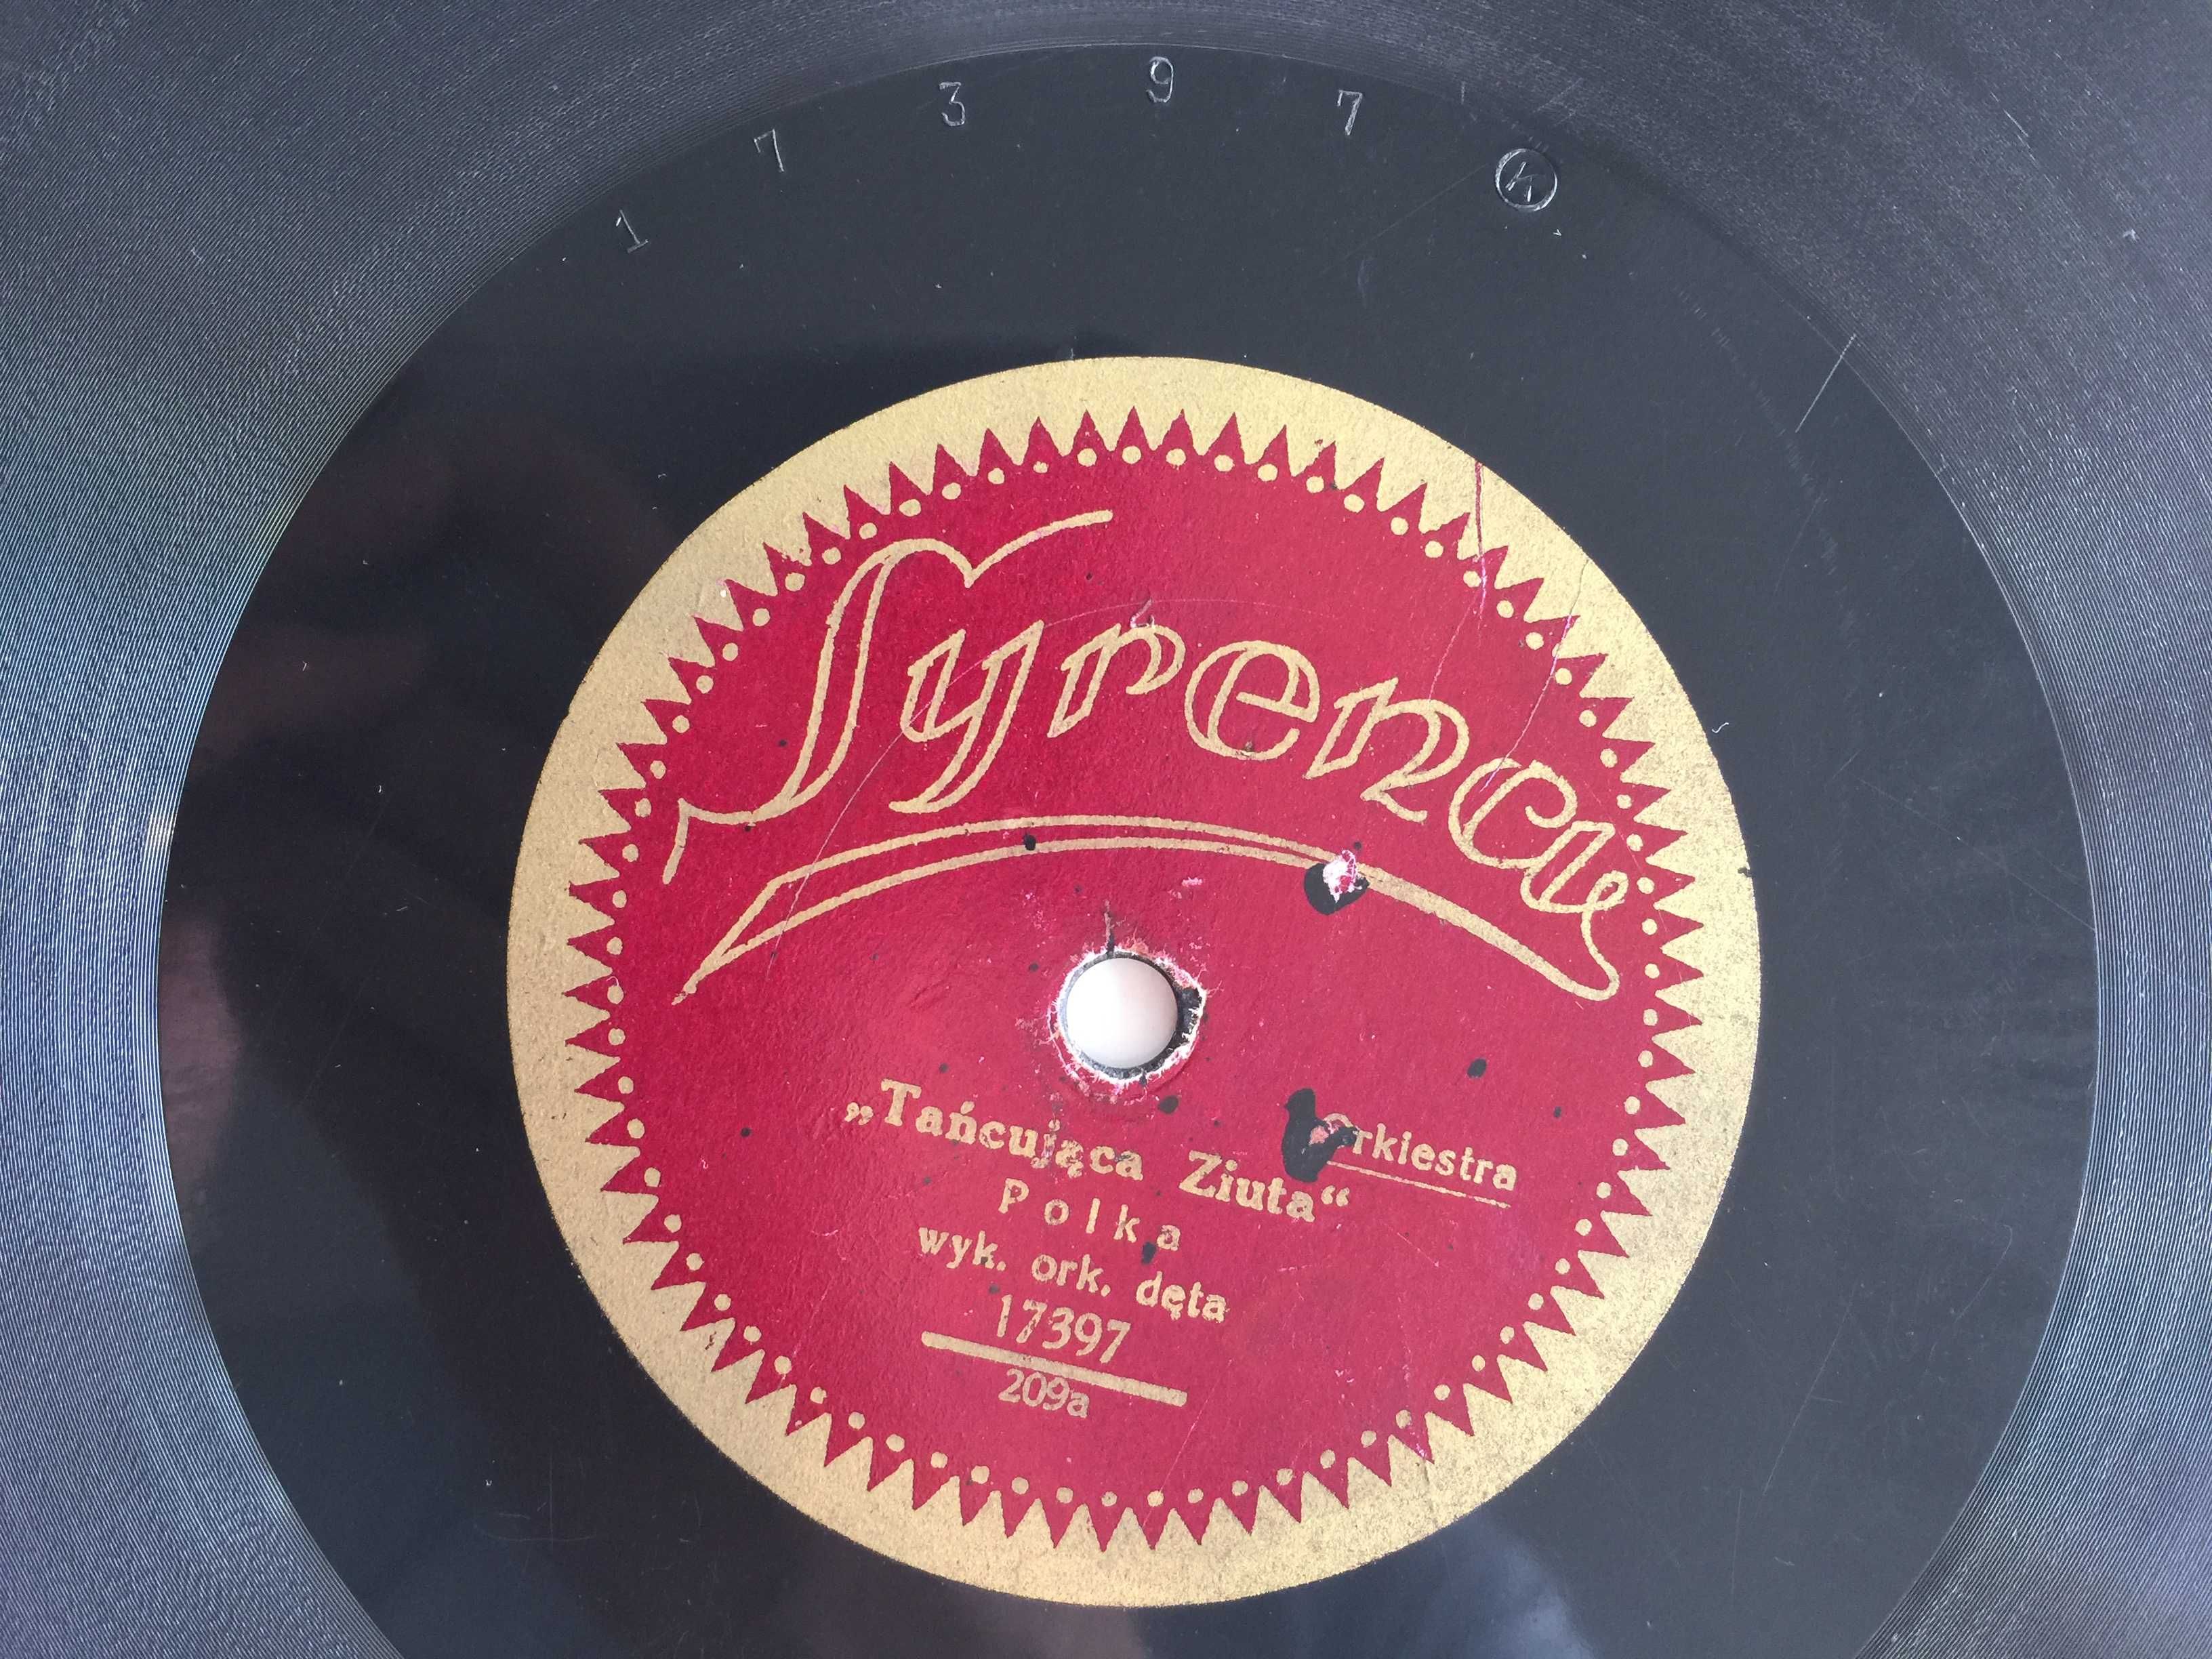 1 7 3 9 7 K
Syrena
Orkiestra
„Tańcująca Ziuta“
Polka
wyk. ork. dęta
17397
209a